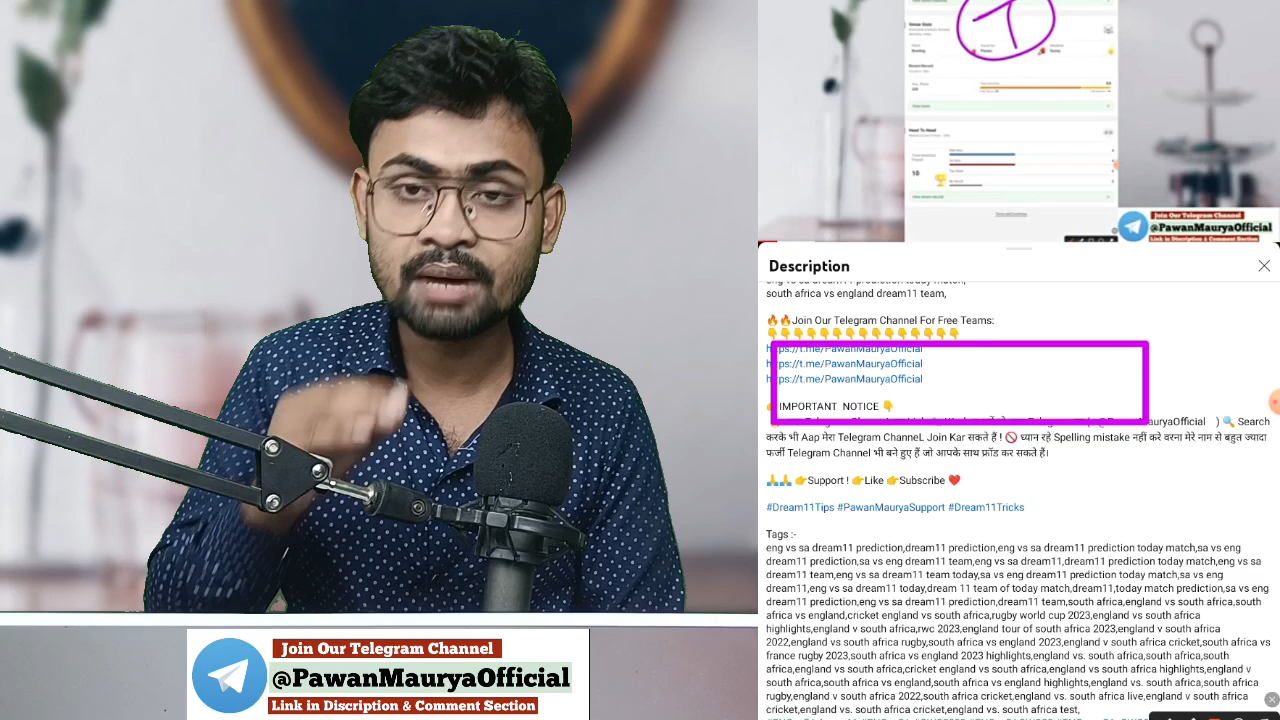 Join Our Telegram Channel
@PawanMauryaOfficial
Link in Discription & Comment Section
Join Our Telegram Channel
@PawanMauryaOfficial
Link in Discription & Comment Section
Description
south africa vs england dream11 team,
🔥🔥Join Our Telegram Channel For Free Teams:
👇👇👇👇👇👇👇👇👇👇👇👇👇👇👇
https://t.me/PawanMauryaOfficial
https://t.me/PawanMauryaOfficial
https://t.me/PawanMauryaOfficial
IMPORTANT NOTICE 👇
) 🔍 Search
करके भी Aap मेरा Telegram ChanneL Join Kar सकते हैं ! 🚫 ध्यान रहे Spelling mistake नहीं करे वरना मेरे नाम से बहुत ज्यादा
फर्जी Telegram Channel भी बने हुए हैं जो आपके साथ फ्रॉड कर सकते हैं।
🙏🙏 👉Support ! 👉Like 👉Subscribe ❤️
#Dream11Tips #PawanMauryaSupport #Dream11Tricks
Tags :-
eng vs sa dream11 prediction,dream11 prediction,eng vs sa dream11 prediction today match,sa vs eng
dream11 prediction,sa vs eng dream11 team,eng vs sa dream11,dream11 prediction today match,eng vs sa
dream11 team,eng vs sa dream11 team today,sa vs eng dream11 prediction today match,sa vs eng
dream11,eng vs sa dream11 today,dream 11 team of today match,dream11,today match prediction,sa vs eng
dream11 prediction,eng vs sa dream11 prediction,dream11 team,south africa,england vs south africa,south
africa vs england,cricket england vs south africa,rugby world cup 2023,england vs south africa
highlights,england v south africa,rwc 2023,england tour of south africa 2023,england v south africa
2022,england vs south africa rugby,south africa vs england 2023,england v south africa cricket,south africa vs
france rugby 2023,south africa vs england 2023 highlights,england vs. south africa,south africa,south
africa,england vs south africa,cricket england vs south africa,england vs south africa highlights,england v
south africa,south africa vs england,south africa vs england highlights,england vs. south africa,south africa
rugby,england v south africa 2022,south africa cricket,england vs. south africa live,england v south africa
cricket,england vs. south africa cricket,england vs. south africa test,